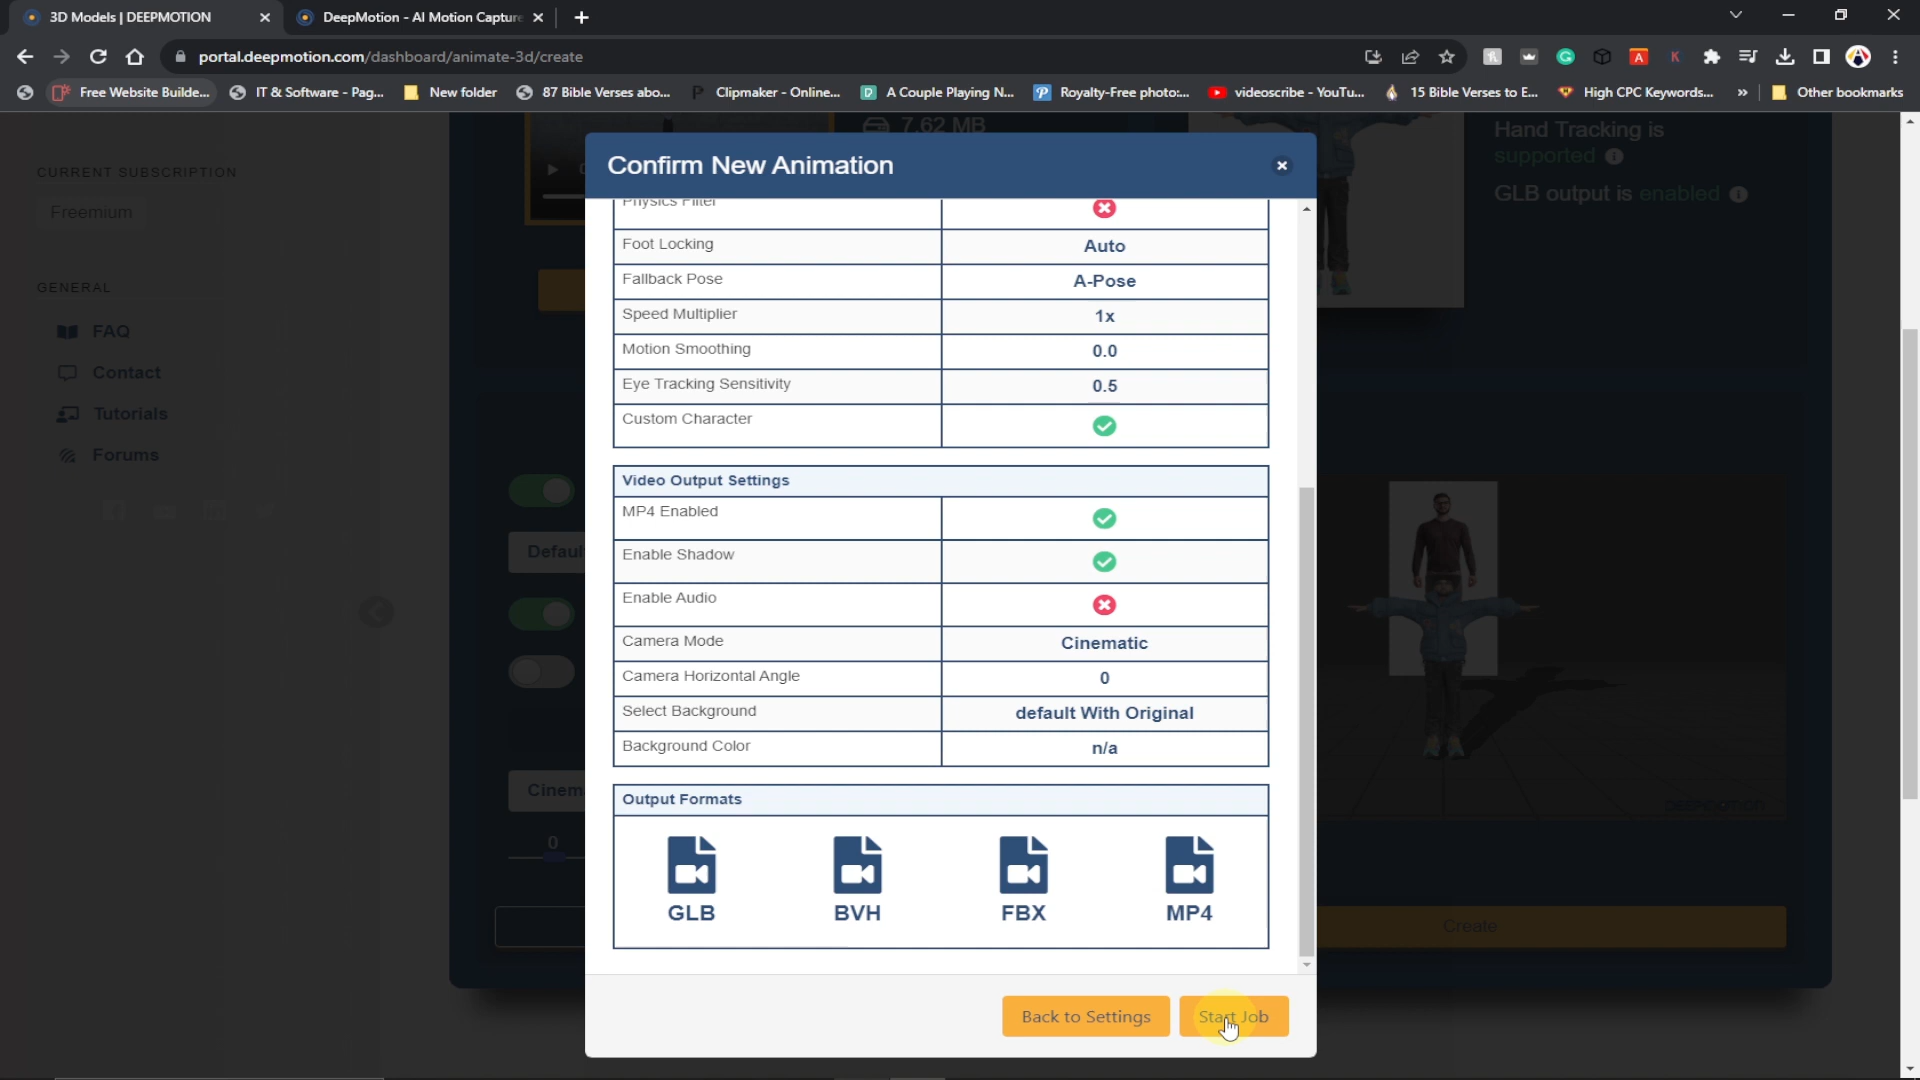 3D Models | DEEPMOTION
DeepMotion - AI Motion Capture
portal.deepmotion.com/dashboard/animate-3d/create
Free Website Builde...
IT & Software - Pag...
New folder
87 Bible Verses abo...
Clipmaker - Online...
A Couple Playing N...
Royalty-Free photo:...
videoscribe - YouTu...
15 Bible Verses to E...
High CPC Keywords...
»
Other bookmarks
CURRENT SUBSCRIPTION
Freemium
GENERAL
FAQ
Contact
Tutorials
Forums
7.62 MB
Hand Tracking is
supported
GLB output is enabled
Confirm New Animation
Physics Filter
Foot Locking Auto
Fallback Pose A-Pose
Speed Multiplier 1x
Motion Smoothing 0.0
Eye Tracking Sensitivity 0.5
Custom Character
Video Output Settings
MP4 Enabled
Enable Shadow
Enable Audio
Camera Mode Cinematic
Camera Horizontal Angle 0
Select Background default With Original
Background Color n/a
Output Formats
GLB BVH FBX MP4
Back to Settings Start Job
0
DEEPMOTION
Create